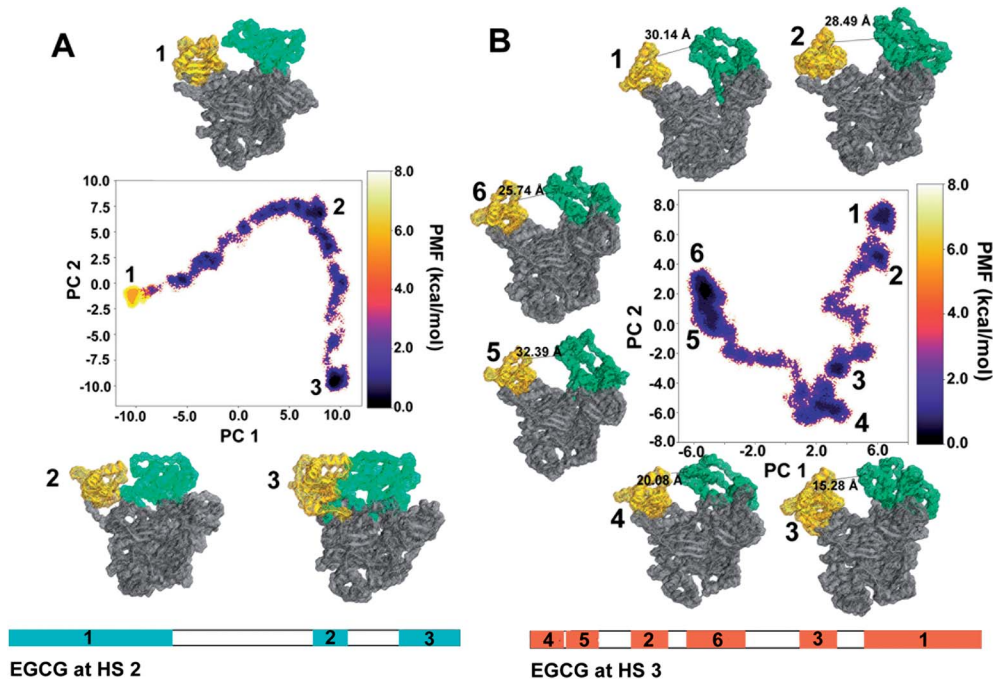 A
1
PC 2
10.0
7.5
5.0
2.5
0.0
-2.5
-5.0
-7.5
-10.0
1
2
3
-10.0 -5.0 0.0 5.0 10.0
PC 1
8.0
6.0
4.0
2.0
0.0
PMF (kcal/mol)
2
3
1 2 3
EGCG at HS 2
B
1
30.14 Å
2
28.49 Å
6
25.74 Å
5
32.39 Å
PC 2
8.0
6.0
4.0
2.0
0.0
-2.0
-4.0
-6.0
-8.0
1
2
6
5
3
4
-6.0 -2.0 2.0 6.0
PC 1
8.0
6.0
4.0
2.0
0.0
PMF (kcal/mol)
4
20.08 Å
3
15.28 Å
4 5 2 6 3 1
EGCG at HS 3